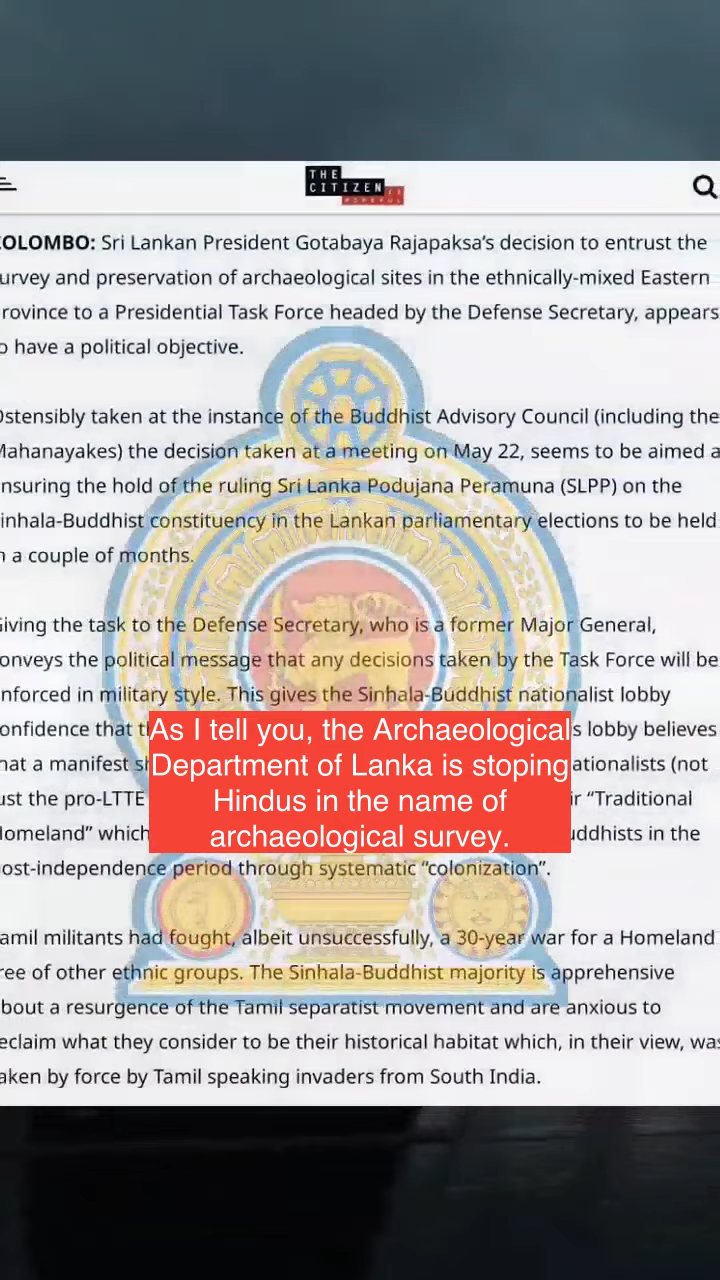 THE
CITIZEN
OLOMBO: Sri Lankan President Gotabaya Rajapaksa's decision to entrust the
urvey and preservation of archaeological sites in the ethnically-mixed Eastern
rovince to a Presidential Task Force headed by the Defense Secretary, appears
o have a political objective.
Ostensibly taken at the instance of the Buddhist Advisory Council (including the
Mahanayakes) the decision taken at a meeting on May 22, seems to be aimed a
nsuring the hold of the ruling Sri Lanka Podujana Peramuna (SLPP) on the
inhala-Buddhist constituency in the Lankan parliamentary elections to be held
n a couple of months.
iving the task to the Defense Secretary, who is a former Major General,
onveys the political message that any decisions taken by the Task Force will be
nforced in military style. This gives the Sinhala-Buddhist nationalist lobby
onfidence that t s lobby believes
hat a manifest s ationalists (not
ust the pro-LTTE ir “Traditional
omeland” which uddhists in the
ost-independence period through systematic “colonization”.
As I tell you, the Archaeological
Department of Lanka is stoping
Hindus in the name of
archaeological survey.
amil militants had fought, albeit unsuccessfully, a 30-year war for a Homeland
ree of other ethnic groups. The Sinhala-Buddhist majority is apprehensive
bout a resurgence of the Tamil separatist movement and are anxious to
eclaim what they consider to be their historical habitat which, in their view, was
aken by force by Tamil speaking invaders from South India.